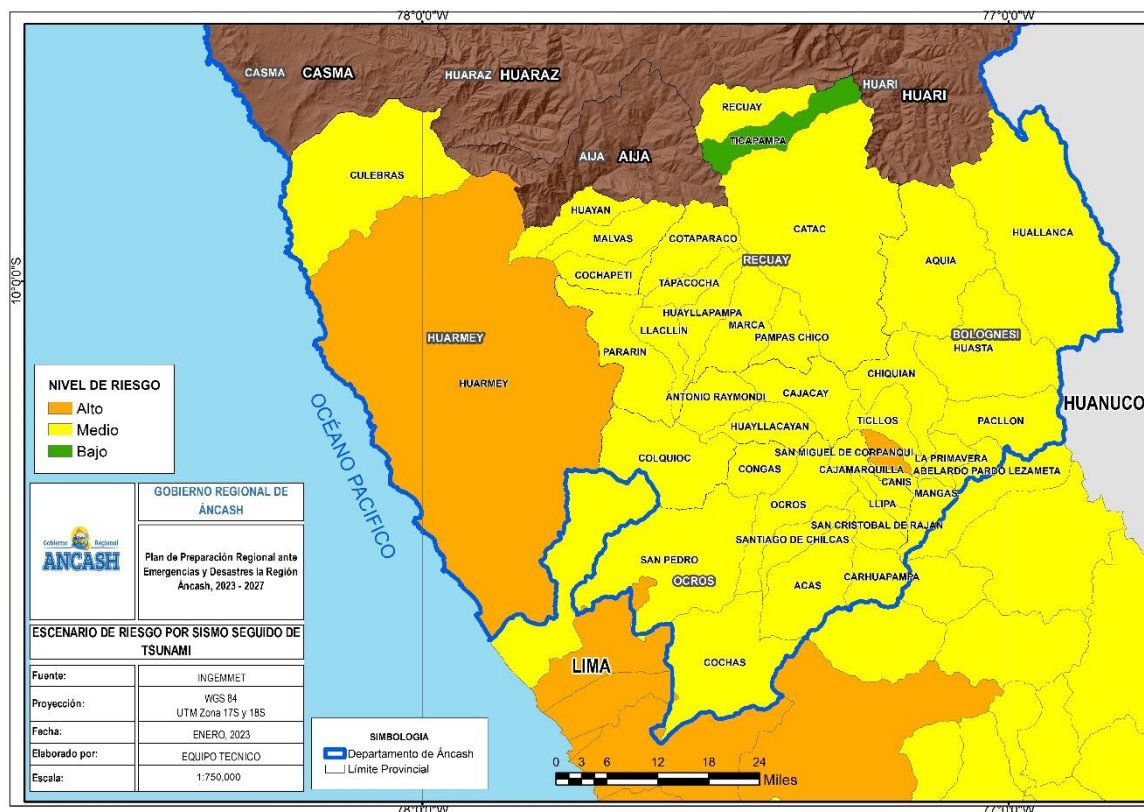 78°0'0"W
77°0'0"W
CASMA
CASMA
HUARAZ
HUARAZ
HUARI
HUARI
RECUAY
TICAPAMPA
AIJA
AIJA
CULEBRAS
HUAYAN
MALVAS
COTAPARACO
CATAC
HUALLANCA
RECUAY
AQUIA
COCHAPETI
TAPACOCHA
10°0'0"S
HUAYLLAPAMPA
LLACLLÍN
MARCA
PAMPAS CHICO
BOLOGNESI
HUASTA
HUARMEY
PARARIN
HUARMEY
CHIQUIAN
ANTONIO RAYMONDI
CAJACAY
HUANUCO
TICLLOS
PACLLON
HUAYLLACAYAN
SAN MIGUEL DE CORPANQUI
COLQUIOC
CONGAS
CAJAMARQUILLA
LA PRIMAVERA
ABELARDO PARDO LEZAMETA
CANIS
MANGAS
OCROS
LLIPA
SAN CRISTOBAL DE RAJAN
SANTIAGO DE CHILCAS
SAN PEDRO
OCROS
ACAS
CARHUAPAMPA
COCHAS
LIMA
OCÉANO PACIFICO
NIVEL DE RIESGO
Alto
Medio
Bajo
Gobierno Regional
ANCASH
GOBIERNO REGIONAL DE
ÁNCASH
Plan de Preparación Regional ante
Emergencias y Desastres la Región
Áncash, 2023 - 2027
ESCENARIO DE RIESGO POR SISMO SEGUIDO DE
TSUNAMI
Fuente: INGEMMET
Proyección: WGS 84
UTM Zona 17S y 18S
Fecha: ENERO, 2023
Elaborado por: EQUIPO TECNICO
Escala: 1:750,000
SIMBOLOGIA
Departamento de Áncash
Límite Provincial
0 3 6 12 18 24
Miles
78°0'0"W
77°0'0"W